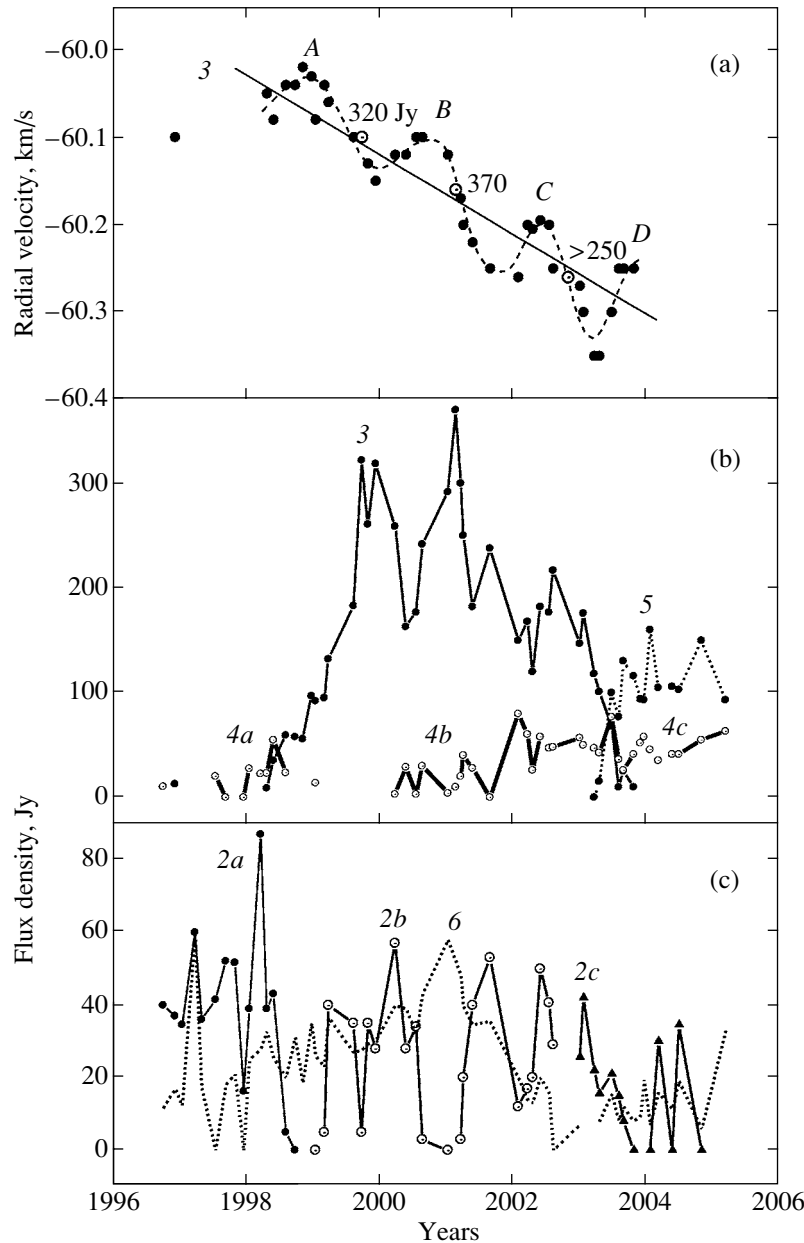 −60.0
A
(a)
3
320 Jy
B
−60.1
370
C
−60.2
>250
D
−60.3
−60.4
Radial velocity, km/s
3
(b)
300
200
5
100
4a
4b
4c
0
Flux density, Jy
80
2a
(c)
60
2b
6
2c
40
20
0
1996
1998
2000
2002
2004
2006
Years